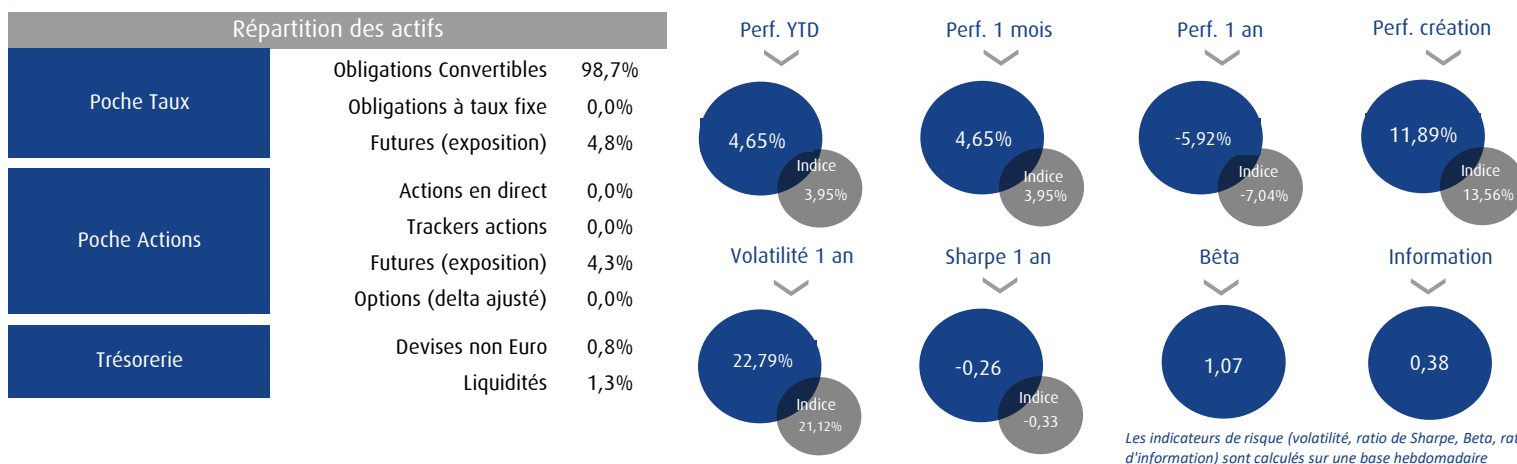 Répartition des actifs
Poche Taux
Obligations Convertibles 98,7%
Obligations à taux fixe 0,0%
Futures (exposition) 4,8%
Poche Actions
Actions en direct 0,0%
Trackers actions 0,0%
Futures (exposition) 4,3%
Options (delta ajusté) 0,0%
Trésorerie
Devises non Euro 0,8%
Liquidités 1,3%
Perf. YTD
4,65%
Indice
3,95%
Perf. 1 mois
4,65%
Indice
3,95%
Perf. 1 an
-5,92%
Indice
-7,04%
Perf. création
11,89%
Indice
13,56%
Volatilité 1 an
22,79%
Indice
21,12%
Sharpe 1 an
-0,26
Indice
-0,33
Bêta
1,07
Information
0,38
Les indicateurs de risque (volatilité, ratio de Sharpe, Beta,
d'information) sont calculés sur une base hebdomadaire